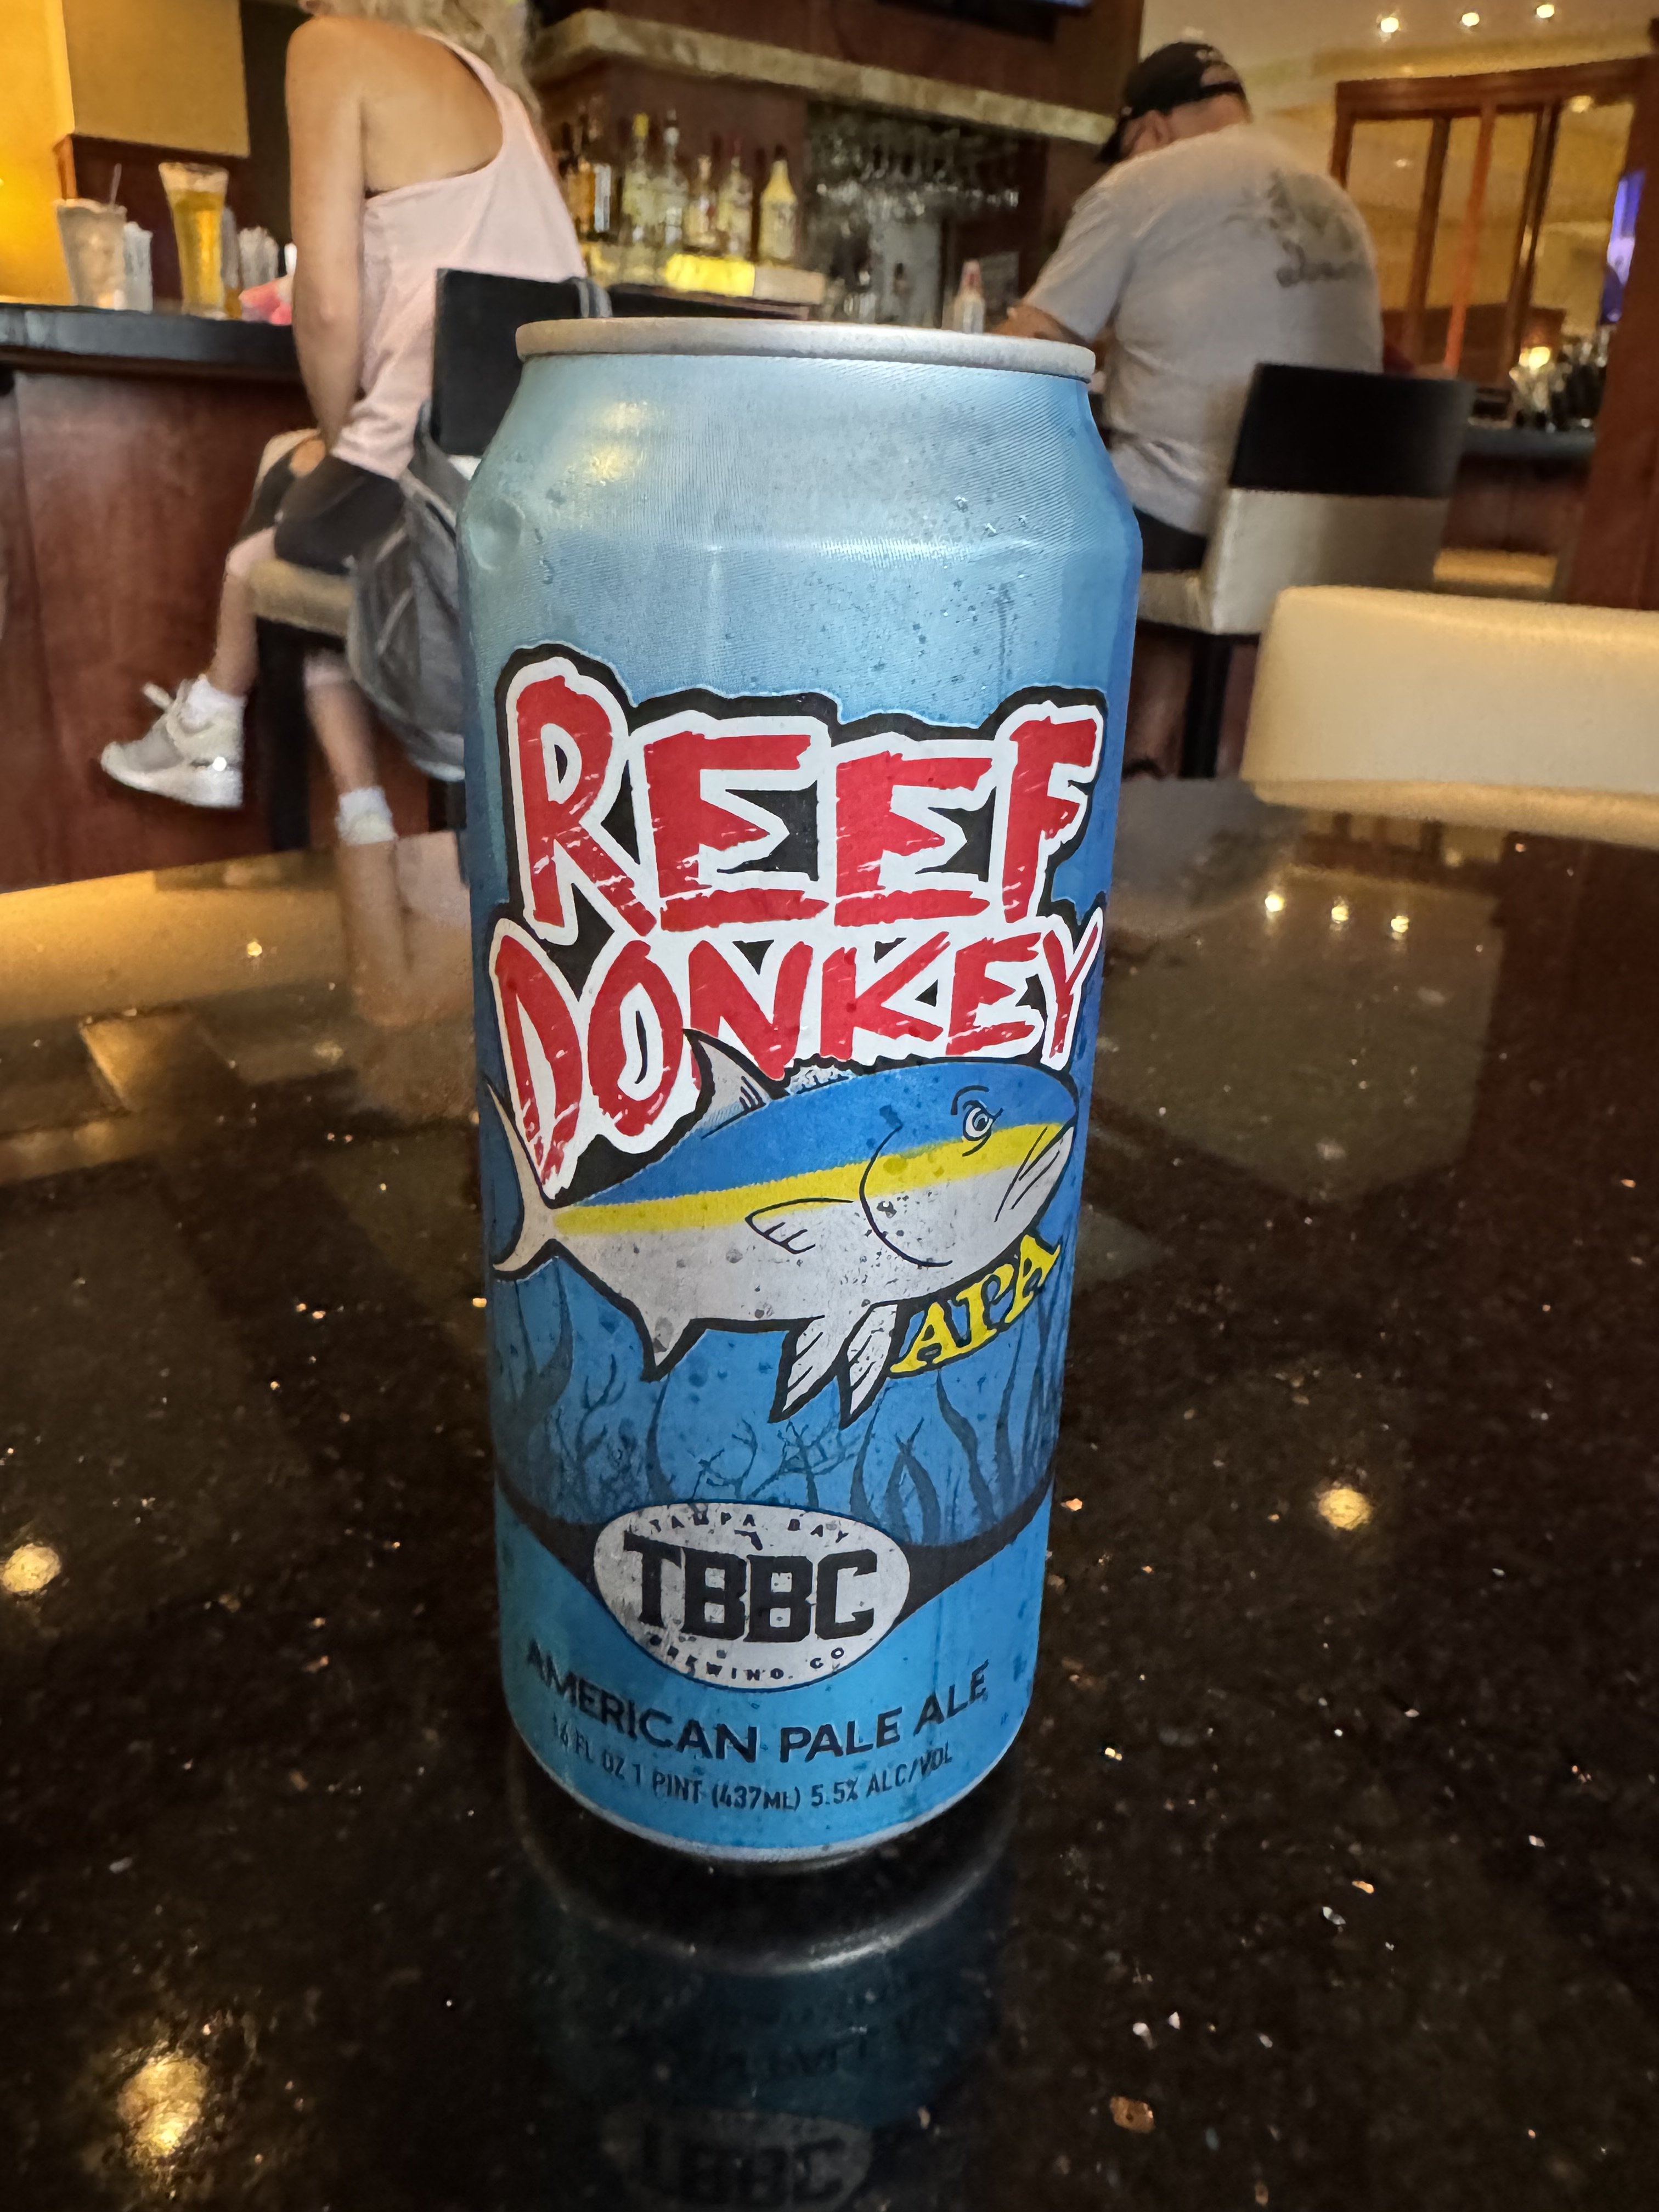 REEF
DONKEY
APA
TAMPA BAY
TBBC
BREWING CO
AMERICAN PALE ALE
16 FL OZ 1 PINT (437ML) 5.5% ALC/VOL